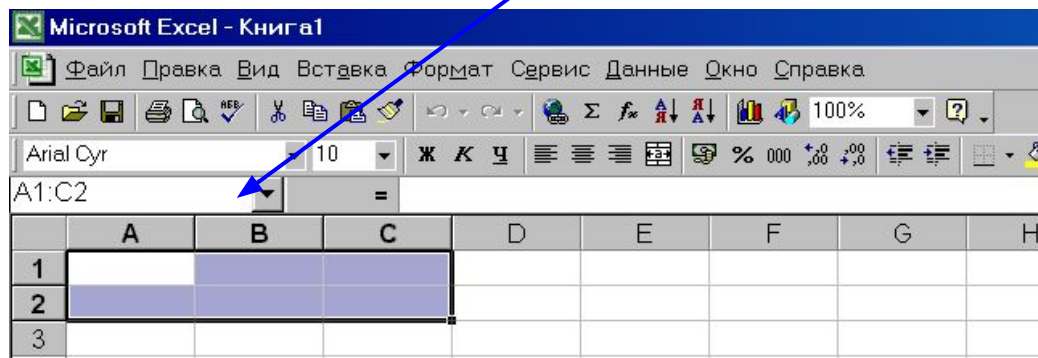 Microsoft Excel - Книга1
Файл Правка Вид Вставка Формат Сервис Данные Окно Справка
100%
Arial Cyr 10 Ж К Ч % 000
A1:C2 =
A B C D E F G H
1
2
3